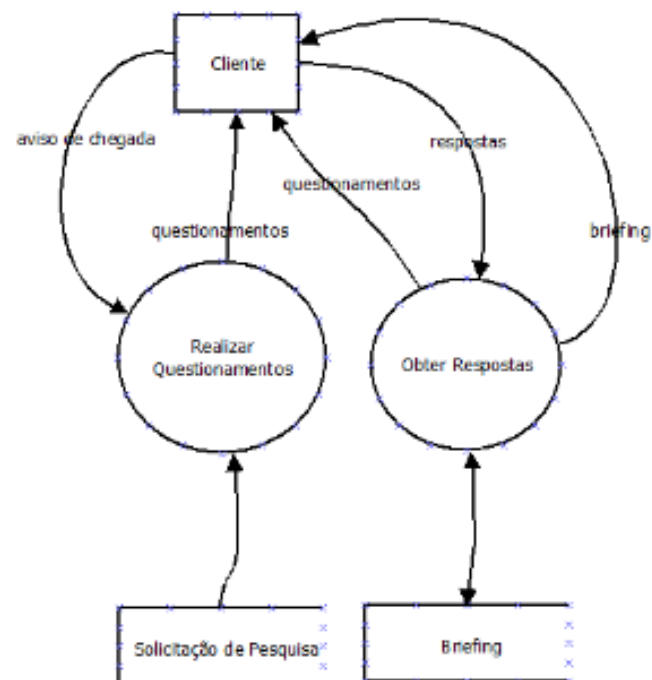 Cliente
aviso de chegada
respostas
questionamentos
questionamentos
briefing
Realizar
Questionamentos
Obter Respostas
Solicitação de Pesquisa
Briefing